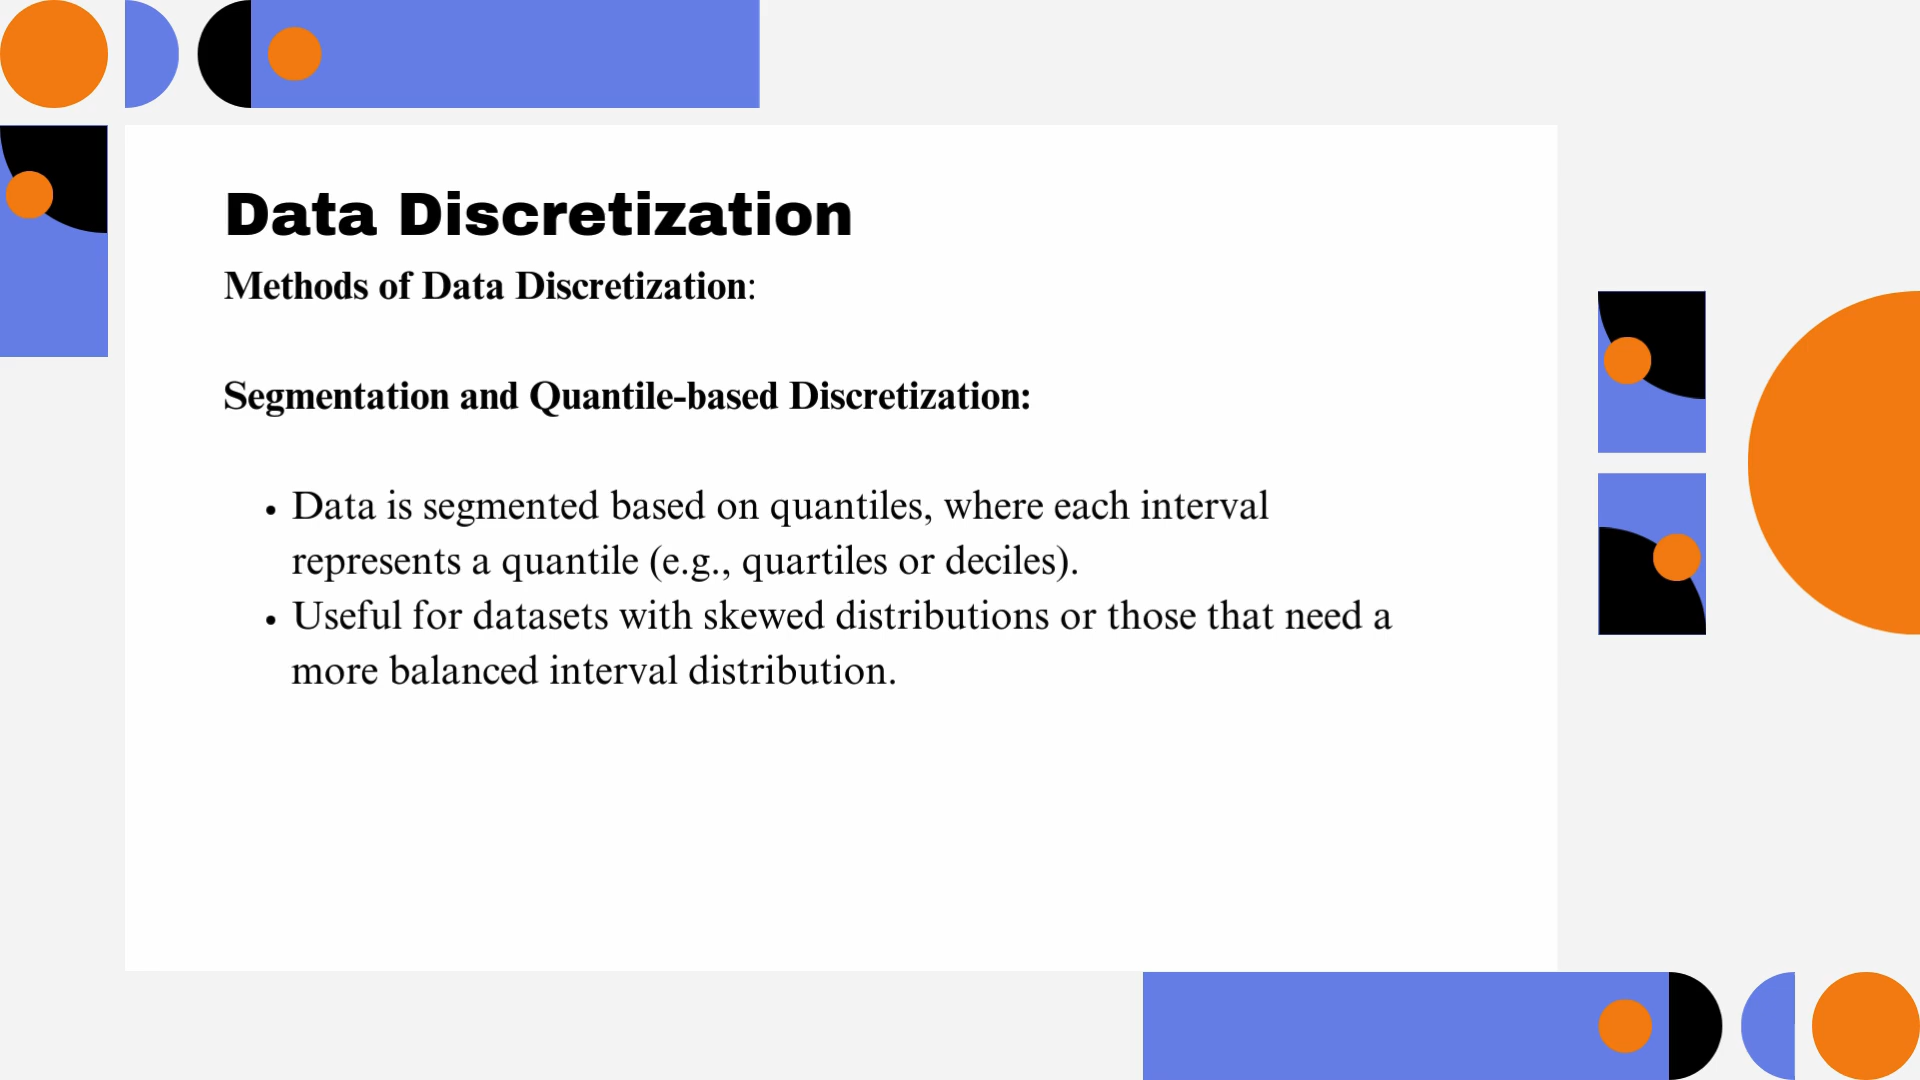 Data Discretization
Methods of Data Discretization:
Segmentation and Quantile-based Discretization:
• Data is segmented based on quantiles, where each interval
represents a quantile (e.g., quartiles or deciles).
• Useful for datasets with skewed distributions or those that need a
more balanced interval distribution.